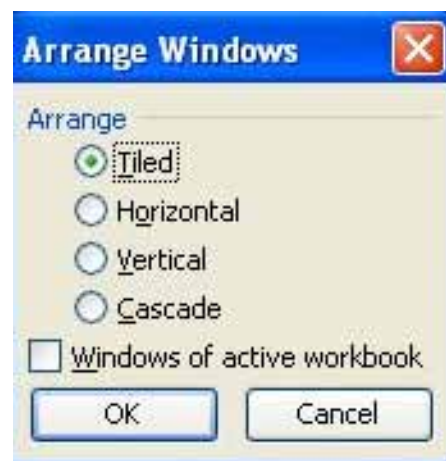 Arrange Windows
Arrange
Tiled
Horizontal
Vertical
Cascade
Windows of active workbook
OK Cancel